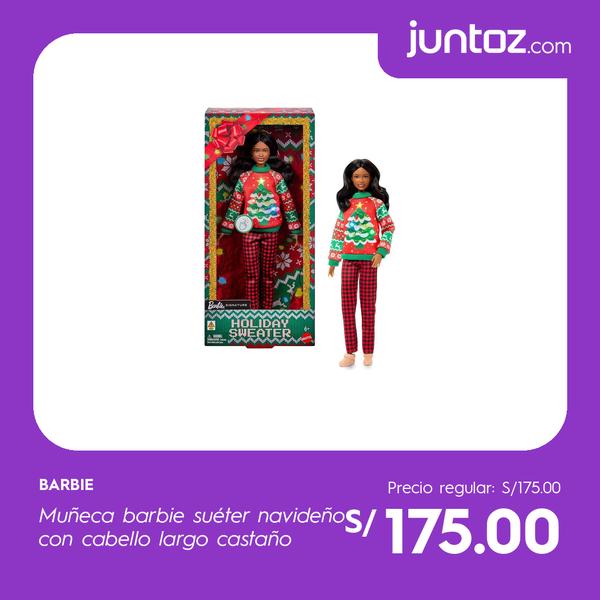 juntoz.com
Barbie SIGNATURE
HOLIDAY
SWEATER
6+
BARBIE
Precio regular: S/175.00
Muñeca barbie suéter navideño
con cabello largo castaño
S/ 175.00